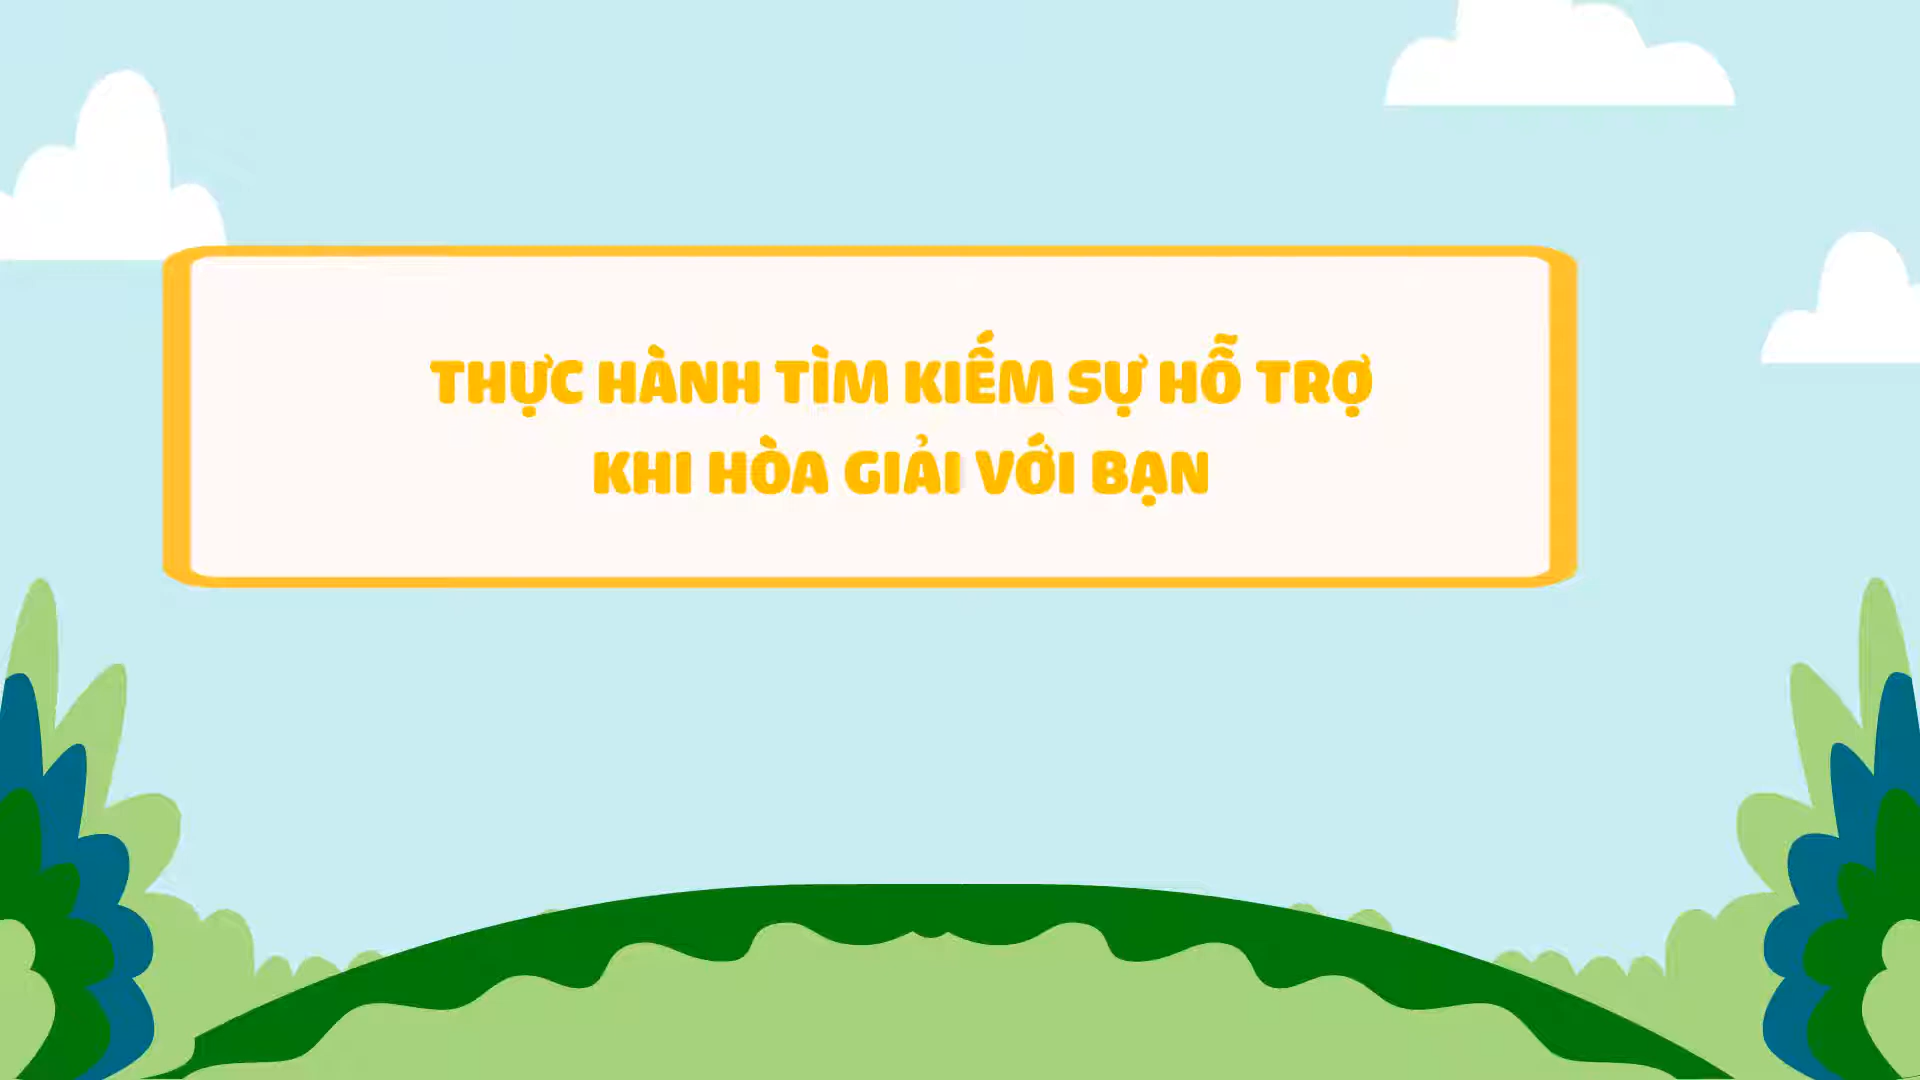 THỰC HÀNH TÌM KIẾM SỰ HỖ TRỢ
KHI HÒA GIẢI VỚI BẠN